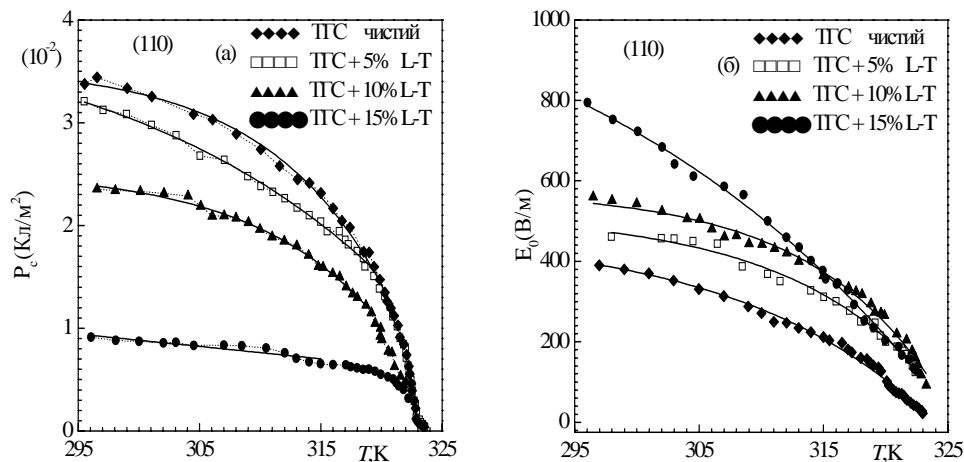 4
(10⁻²)
(110)
(а)
ТГС чистий
ТГС + 5% L-T
ТГС + 10% L-T
ТГС + 15% L-T
3
2
1
0
Pс(Кл/м²)
295
305
315
325
T,К
1000
(110)
(б)
ТГС чистий
ТГС + 5% L-T
ТГС + 10% L-T
ТГС + 15% L-T
800
600
400
200
0
E₀(В/м)
295
305
315
325
T,К